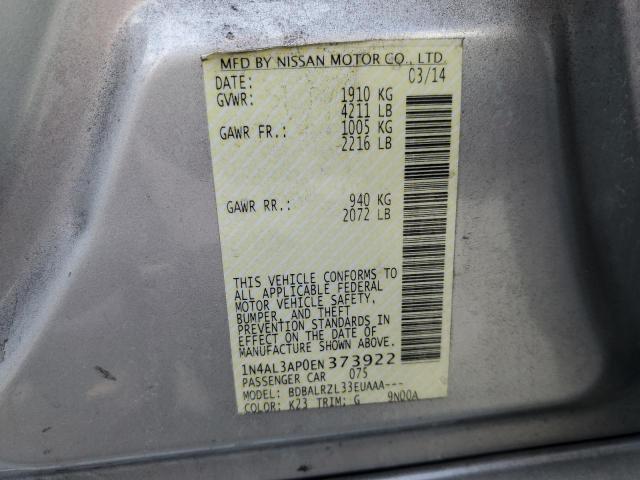 MFD BY NISSAN MOTOR CO., LTD
DATE: 03/14
GVWR: 1910 KG
4211 LB
GAWR FR.: 1005 KG
2216 LB
GAWR RR.: 940 KG
2072 LB
THIS VEHICLE CONFORMS TO
ALL APPLICABLE FEDERAL
MOTOR VEHICLE SAFETY,
BUMPER, AND THEFT
PREVENTION STANDARDS IN
EFFECT ON THE DATE OF
MANUFACTURE SHOWN ABOVE.
1N4AL3AP0EN373922
PASSENGER CAR 075
MODEL: BDBALRZL33EUAAA---
COLOR: K23 TRIM: G 9N00A